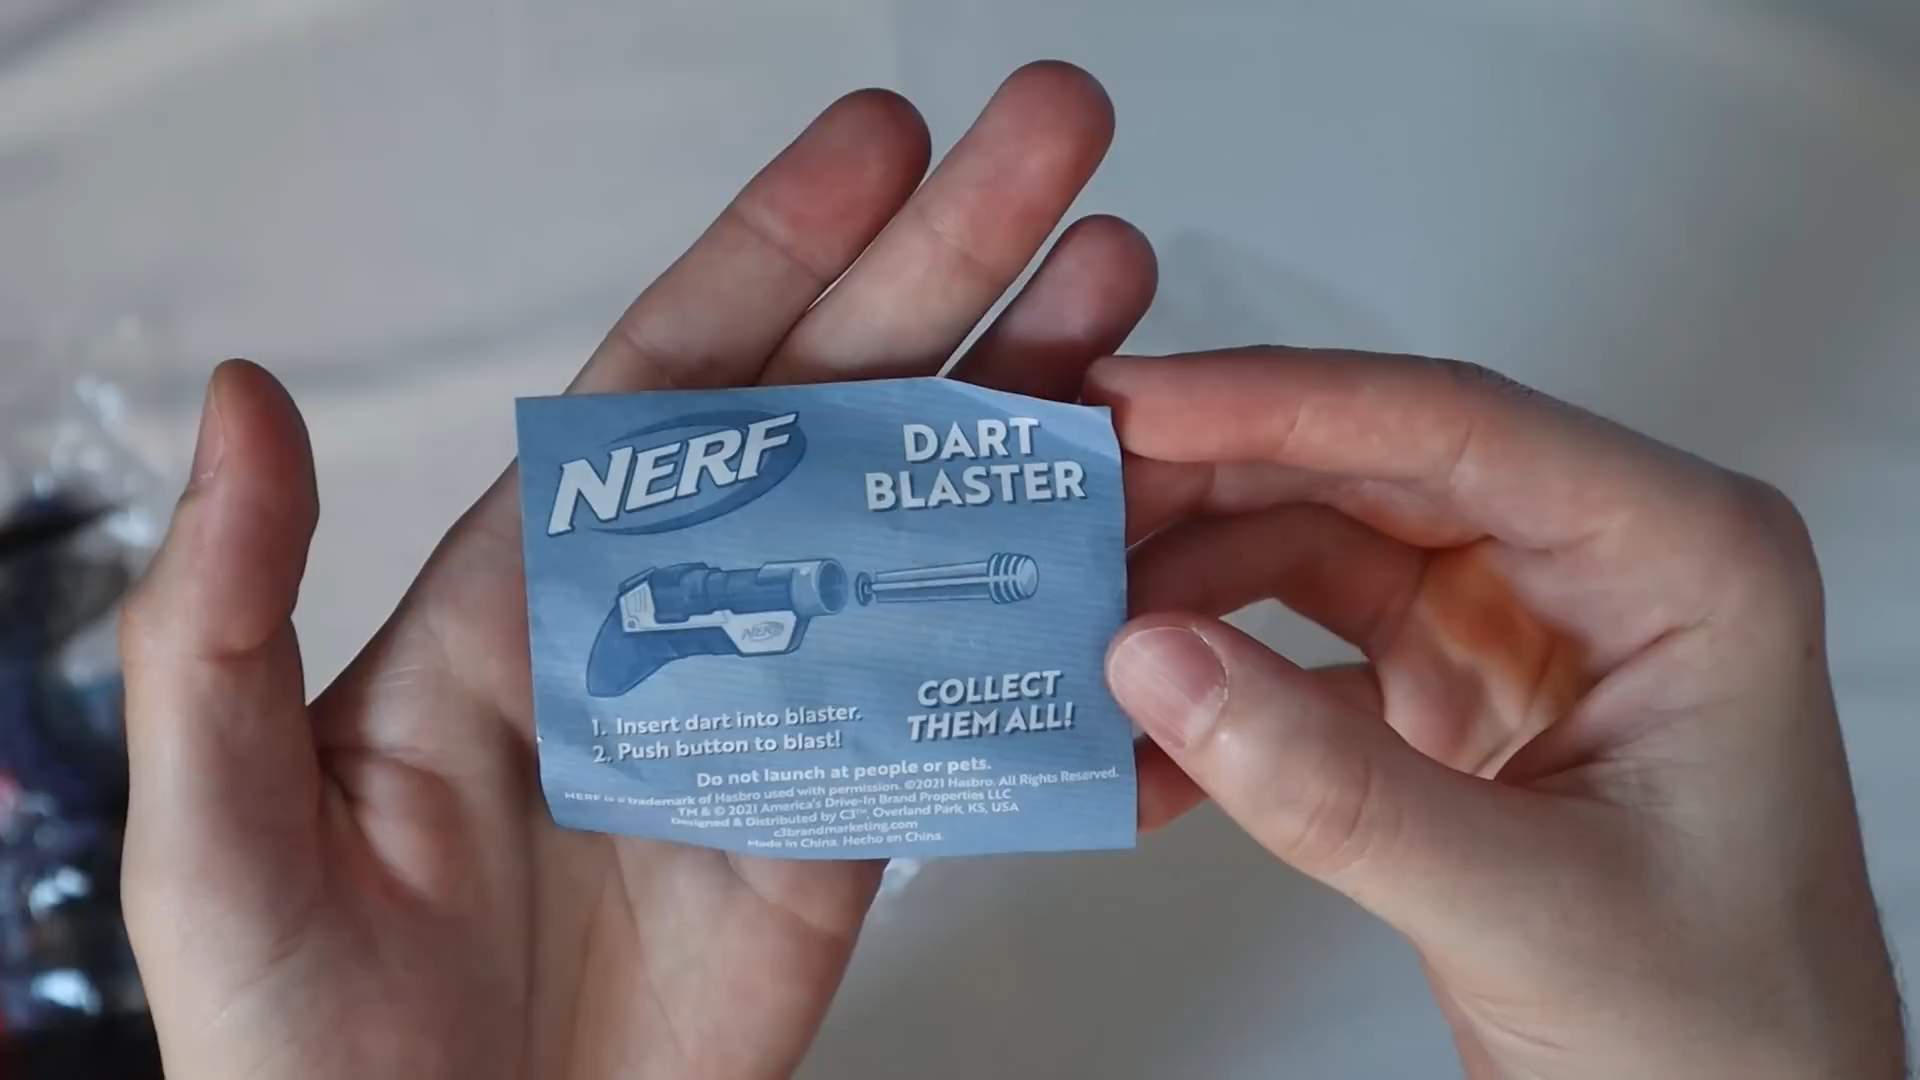 NERF
DART
BLASTER
NERF
COLLECT
THEM ALL!
1. Insert dart into blaster.
2. Push button to blast!
Do not launch at people or pets.
NERF is a trademark of Hasbro used with permission. ©2021 Hasbro. All Rights Reserved.
TM & © 2021 America's Drive-In Brand Properties LLC
Designed & Distributed by C3™, Overland Park, KS, USA
c3brandmarketing.com
Made in China. Hecho en China